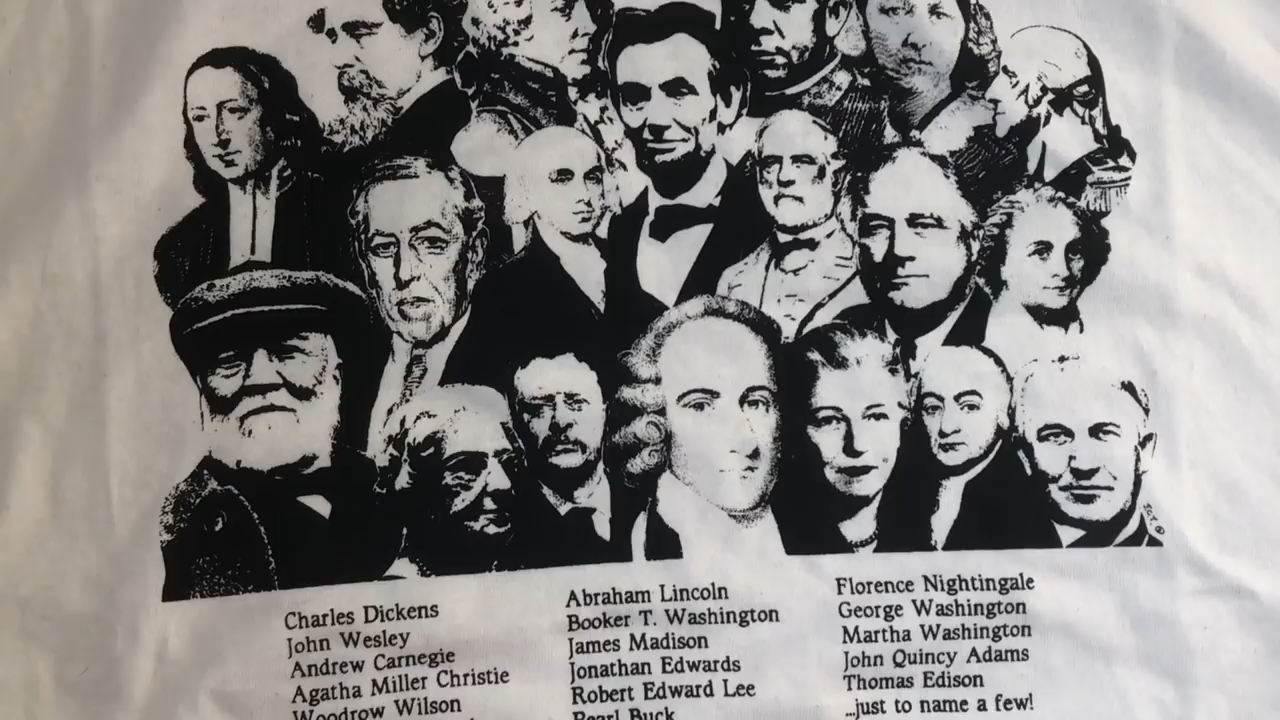 Charles Dickens
John Wesley
Andrew Carnegie
Agatha Miller Christie
Woodrow Wilson
Abraham Lincoln
Booker T. Washington
James Madison
Jonathan Edwards
Robert Edward Lee
Pearl Buck
Florence Nightingale
George Washington
Martha Washington
John Quincy Adams
Thomas Edison
...just to name a few!